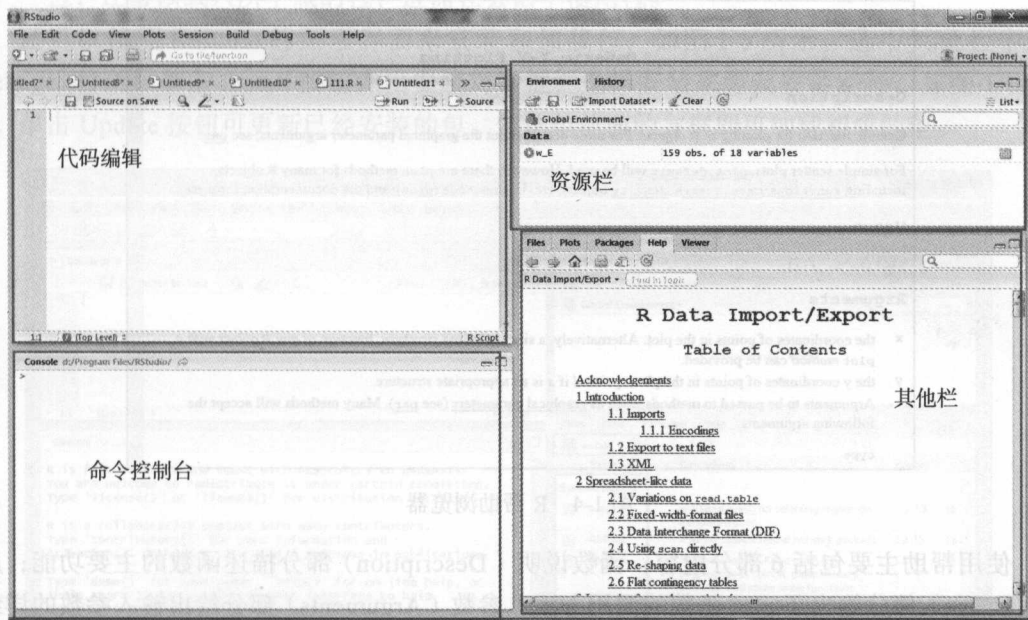 RStudio
File Edit Code View Plots Session Build Debug Tools Help
Go to file/function
Project: (None)
Untitled8* × Untitled9* × Untitled10* × 111.R × Untitled11 ×
Source on Save
Run
Source
1
代码编辑
1:1 (Top Level) R Script
Console d:/Program Files/RStudio/
>
命令控制台
Environment History
Import Dataset Clear List
Global Environment
Data
w_E 159 obs. of 18 variables
资源栏
Files Plots Packages Help Viewer
R Data Import/Export Find in Topic
R Data Import/Export
Table of Contents
Acknowledgements
1 Introduction
1.1 Imports
1.1.1 Encodings
1.2 Export to text files
1.3 XML
2 Spreadsheet-like data
2.1 Variations on read.table
2.2 Fixed-width-format files
2.3 Data Interchange Format (DIF)
2.4 Using scan directly
2.5 Re-shaping data
2.6 Flat contingency tables
其他栏